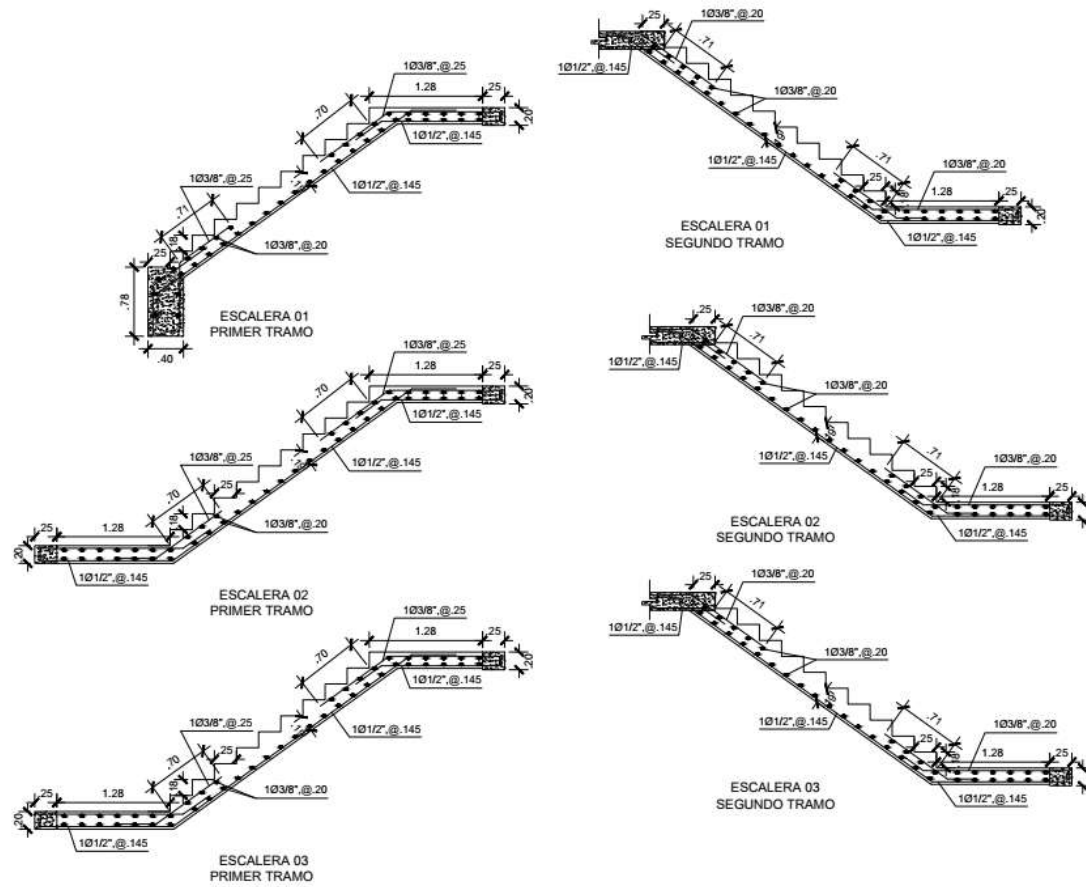 1Ø3/8",@.25
1.28
.25
.20
.70
1Ø1/2",@.145
1Ø3/8",@.25
1Ø1/2",@.145
.71
.18
.25
1Ø3/8",@.20
.78
.40
ESCALERA 01
PRIMER TRAMO
.25
1Ø3/8",@.20
.71
1Ø1/2",@.145
1Ø3/8",@.20
1Ø1/2",@.145
.71
1Ø3/8",@.20
.25
1.28
.25
.18
.20
1Ø1/2",@.145
ESCALERA 01
SEGUNDO TRAMO
1Ø3/8",@.25
1.28
.25
.20
.70
1Ø1/2",@.145
1Ø3/8",@.25
1Ø1/2",@.145
.25
.70
.18
1Ø3/8",@.20
.25
1.28
.20
1Ø1/2",@.145
ESCALERA 02
PRIMER TRAMO
.25
1Ø3/8",@.20
.71
1Ø1/2",@.145
1Ø3/8",@.20
1Ø1/2",@.145
.71
1Ø3/8",@.20
.25
1.28
.25
.18
1Ø1/2",@.145
ESCALERA 02
SEGUNDO TRAMO
1Ø3/8",@.25
1.28
.25
.20
.70
1Ø1/2",@.145
1Ø3/8",@.25
1Ø1/2",@.145
.25
.70
.18
1Ø3/8",@.20
.25
1.28
.20
1Ø1/2",@.145
ESCALERA 03
PRIMER TRAMO
.25
1Ø3/8",@.20
.71
1Ø1/2",@.145
1Ø3/8",@.20
1Ø1/2",@.145
.71
1Ø3/8",@.20
.25
1.28
.25
.18
1Ø1/2",@.145
ESCALERA 03
SEGUNDO TRAMO